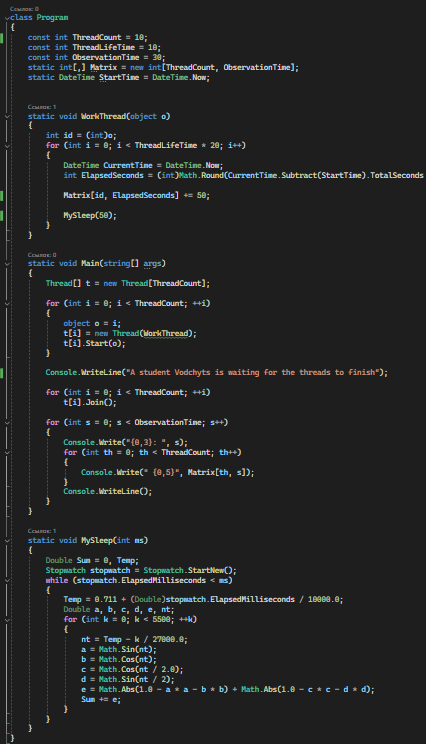 Ссылок: 0
class Program
{
const int ThreadCount = 10;
const int ThreadLifeTime = 10;
const int ObservationTime = 30;
static int[,] Matrix = new int[ThreadCount, ObservationTime];
static DateTime StartTime = DateTime.Now;
Ссылок: 1
static void WorkThread(object o)
{
int id = (int)o;
for (int i = 0; i < ThreadLifeTime * 20; i++)
{
DateTime CurrentTime = DateTime.Now;
int ElapsedSeconds = (int)Math.Round(CurrentTime.Subtract(StartTime).TotalSeconds
Matrix[id, ElapsedSeconds] += 50;
MySleep(50);
}
}
Ссылок: 0
static void Main(string[] args)
{
Thread[] t = new Thread[ThreadCount];
for (int i = 0; i < ThreadCount; ++i)
{
object o = i;
t[i] = new Thread(WorkThread);
t[i].Start(o);
}
Console.WriteLine("A student Vodchyts is waiting for the threads to finish");
for (int i = 0; i < ThreadCount; ++i)
t[i].Join();
for (int s = 0; s < ObservationTime; s++)
{
Console.Write("{0,3}: ", s);
for (int th = 0; th < ThreadCount; th++)
{
Console.Write(" {0,5}", Matrix[th, s]);
}
Console.WriteLine();
}
}
Ссылок: 1
static void MySleep(int ms)
{
Double Sum = 0, Temp;
Stopwatch stopwatch = Stopwatch.StartNew();
while (stopwatch.ElapsedMilliseconds < ms)
{
Temp = 0.711 + (Double)stopwatch.ElapsedMilliseconds / 10000.0;
Double a, b, c, d, e, nt;
for (int k = 0; k < 5500; ++k)
{
nt = Temp - k / 27000.0;
a = Math.Sin(nt);
b = Math.Cos(nt);
c = Math.Cos(nt / 2.0);
d = Math.Sin(nt / 2);
e = Math.Abs(1.0 - a * a - b * b) + Math.Abs(1.0 - c * c - d * d);
Sum += e;
}
}
}
}